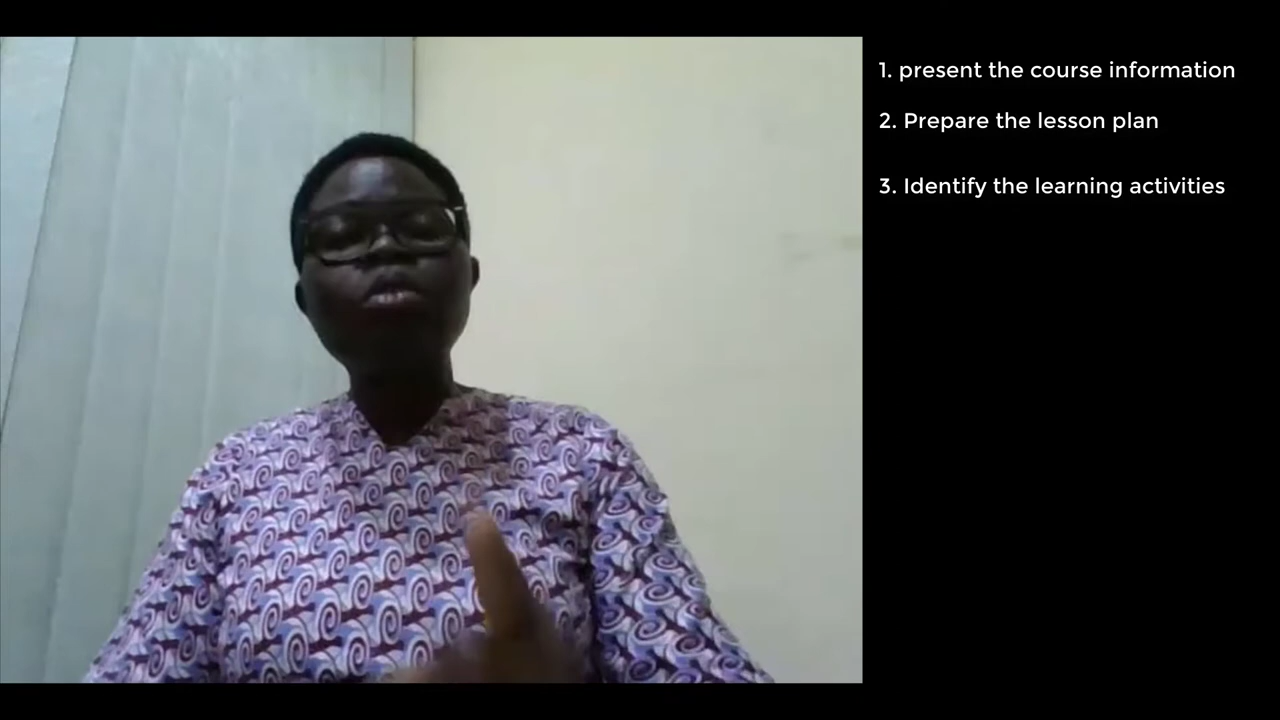 1. present the course information
2. Prepare the lesson plan
3. Identify the learning activities